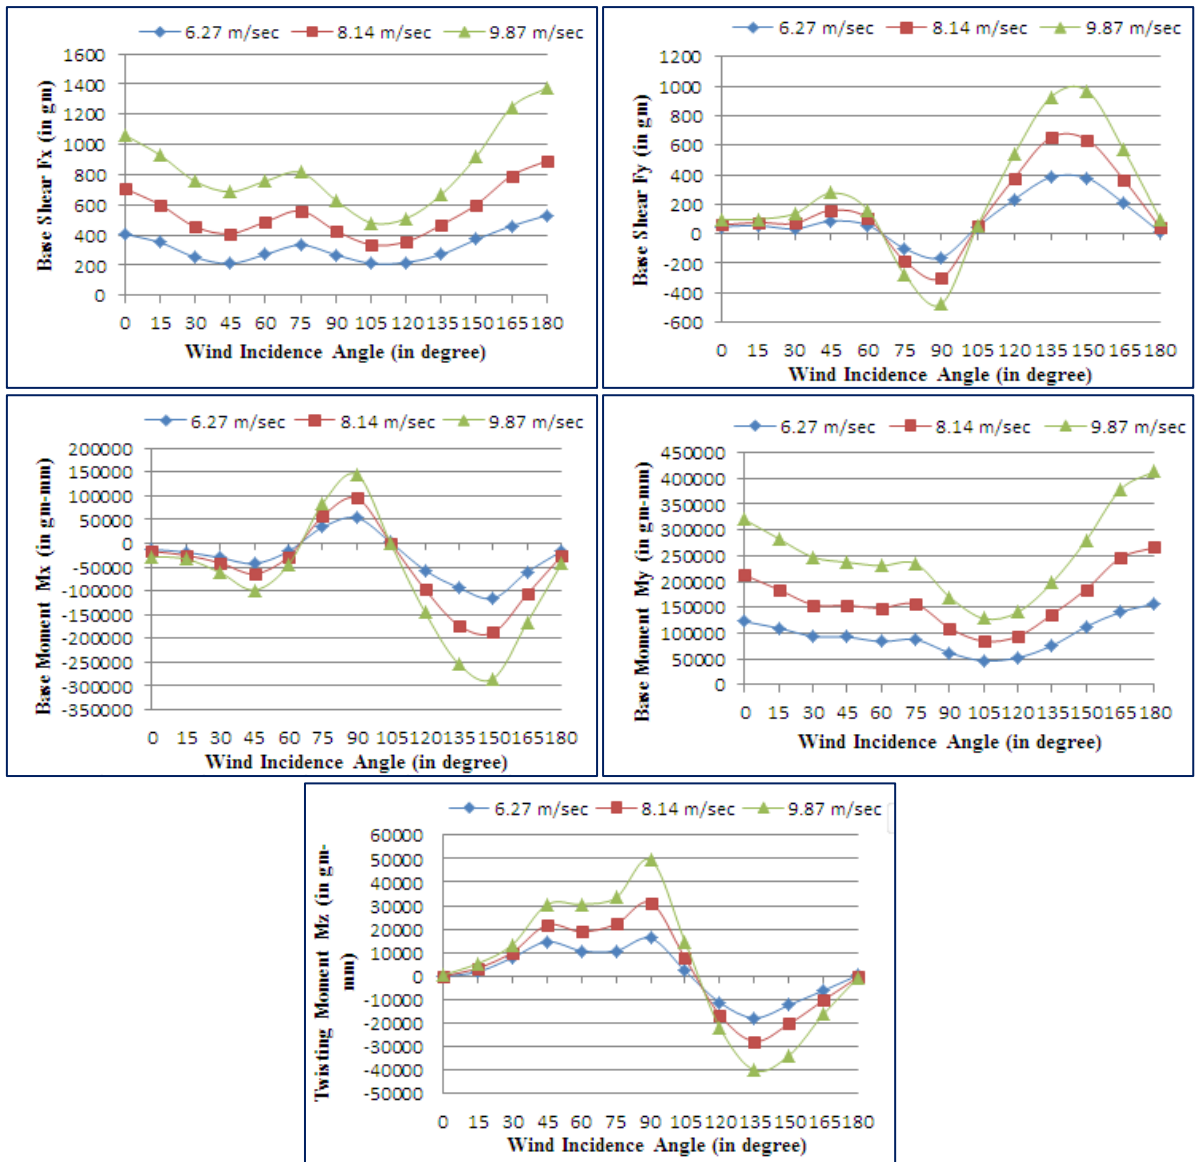 6.27 m/sec 8.14 m/sec 9.87 m/sec
Base Shear Fx (in gm)
1600
1400
1200
1000
800
600
400
200
0
0 15 30 45 60 75 90 105 120 135 150 165 180
Wind Incidence Angle (in degree)
6.27 m/sec 8.14 m/sec 9.87 m/sec
Base Shear Fy (in gm)
1200
1000
800
600
400
200
0
-200
-400
-600
0 15 30 45 60 75 90 105 120 135 150 165 180
Wind Incidence Angle (in degree)
6.27 m/sec 8.14 m/sec 9.87 m/sec
Base Moment Mx (in gm-mm)
200000
150000
100000
50000
0
-50000
-100000
-150000
-200000
-250000
-300000
-350000
0 15 30 45 60 75 90 105 120 135 150 165 180
Wind Incidence Angle (in degree)
6.27 m/sec 8.14 m/sec 9.87 m/sec
Base Moment My (in gm-mm)
450000
400000
350000
300000
250000
200000
150000
100000
50000
0
0 15 30 45 60 75 90 105 120 135 150 165 180
Wind Incidence Angle (in degree)
6.27 m/sec 8.14 m/sec 9.87 m/sec
Twisting Moment Mz (in gm-
mm)
60000
50000
40000
30000
20000
10000
0
-10000
-20000
-30000
-40000
-50000
0 15 30 45 60 75 90 105 120 135 150 165 180
Wind Incidence Angle (in degree)